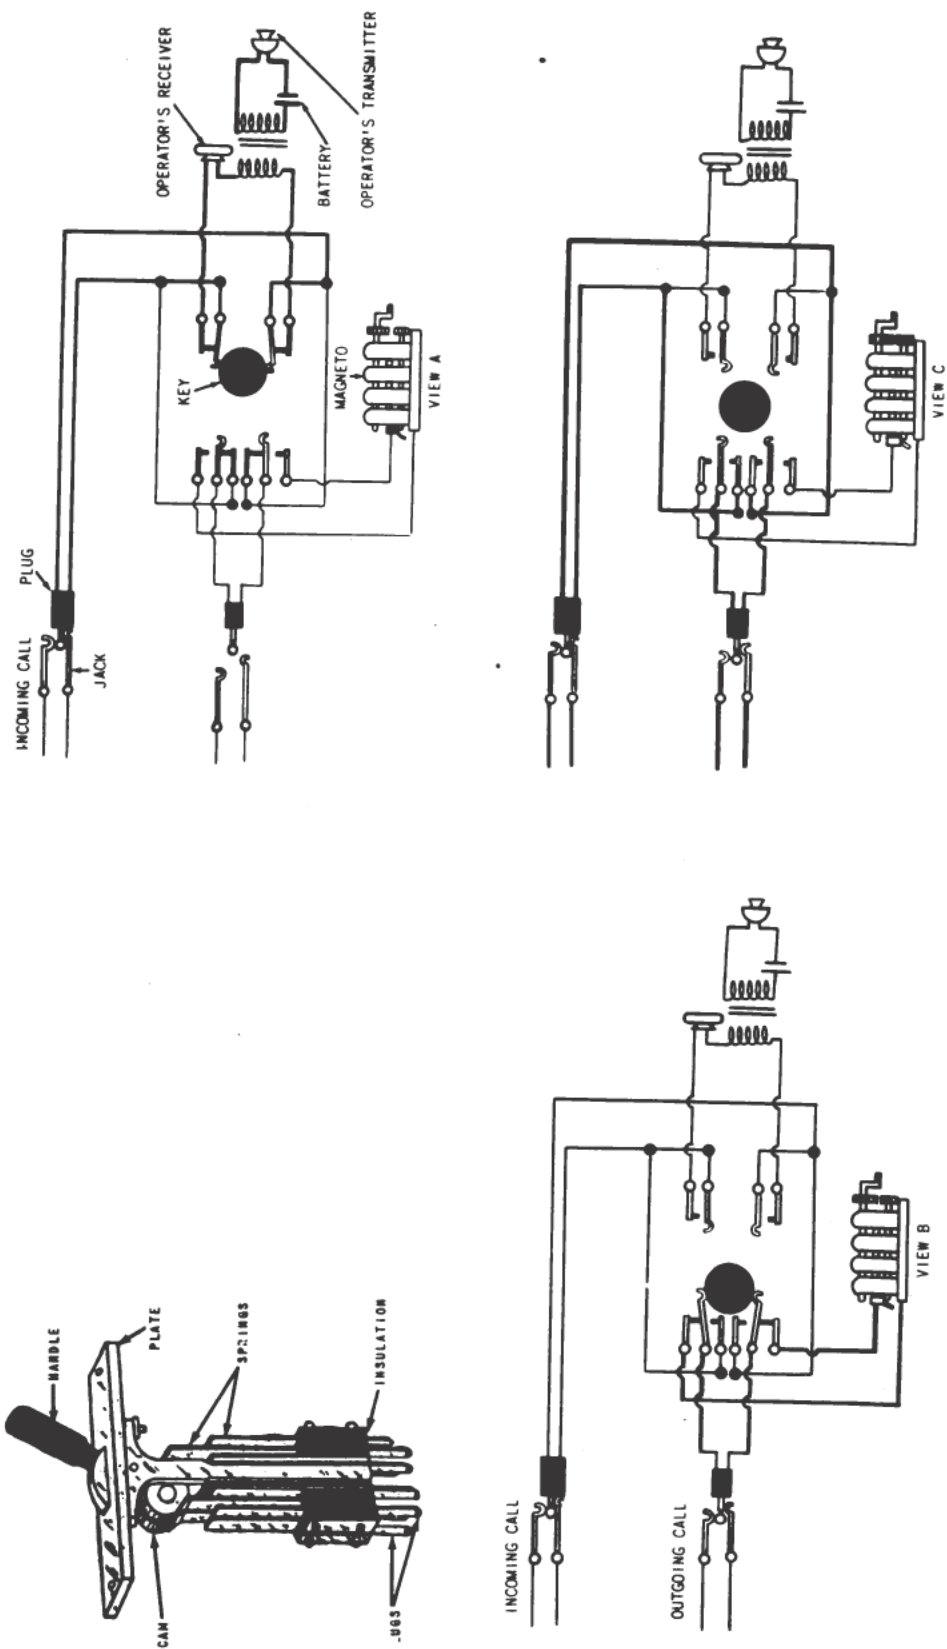 HANDLE
PLATE
CAM
SPRINGS
INSULATION
LUGS
INCOMING CALL
PLUG
JACK
OPERATOR'S RECEIVER
KEY
BATTERY
MAGNETO
OPERATOR'S TRANSMITTER
VIEW A
INCOMING CALL
OUTGOING CALL
VIEW B
VIEW C